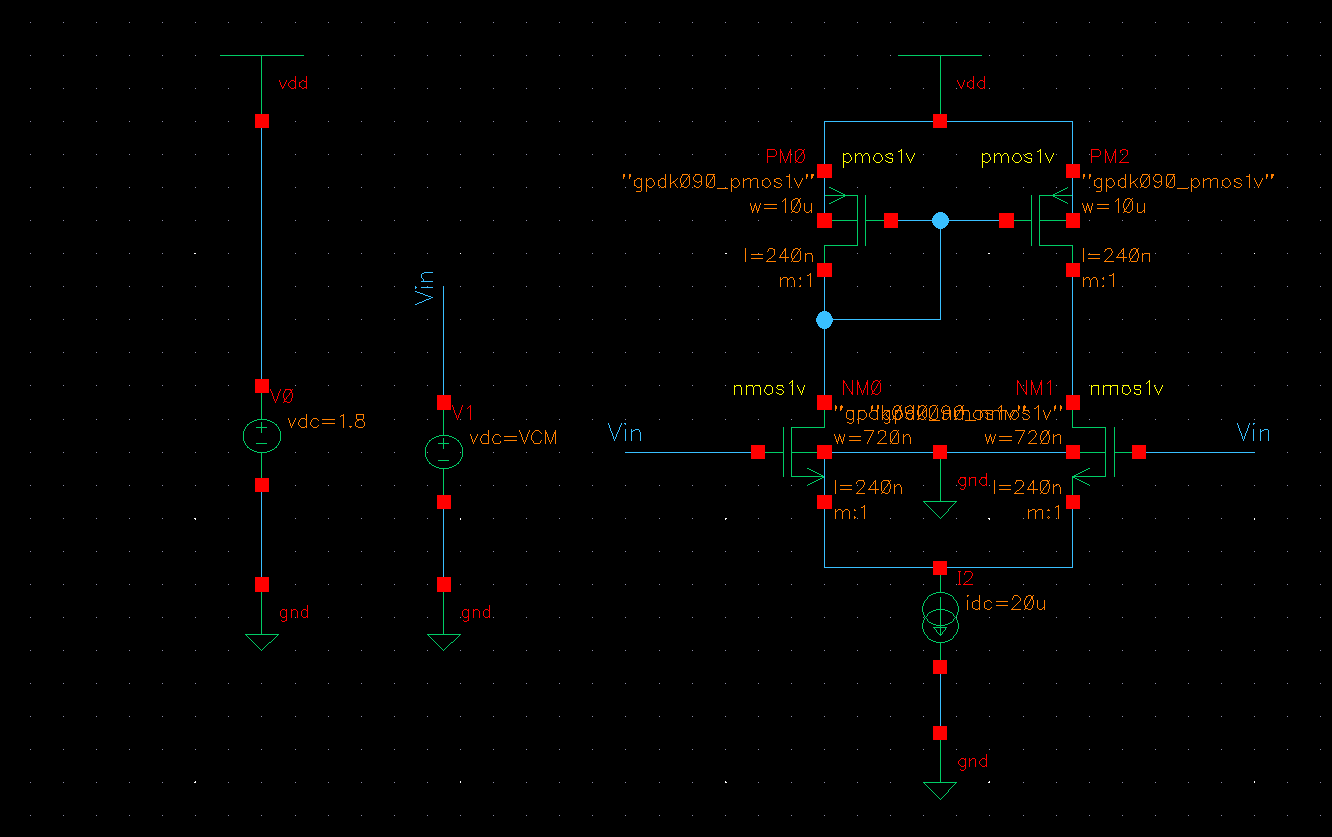 vdd
vdd
PM0
pmos1v
pmos1v
PM2
"gpdk090_pmos1v"
"gpdk090_pmos1v"
w=10u
w=10u
l=240n
l=240n
m:1
m:1
Vin
nmos1v
NM0
NM1
nmos1v
V0
vdc=1.8
V1
vdc=VCM
Vin
Vin
w=720n
w=720n
gnd
l=240n
l=240n
m:1
m:1
I2
idc=20u
gnd
gnd
gnd